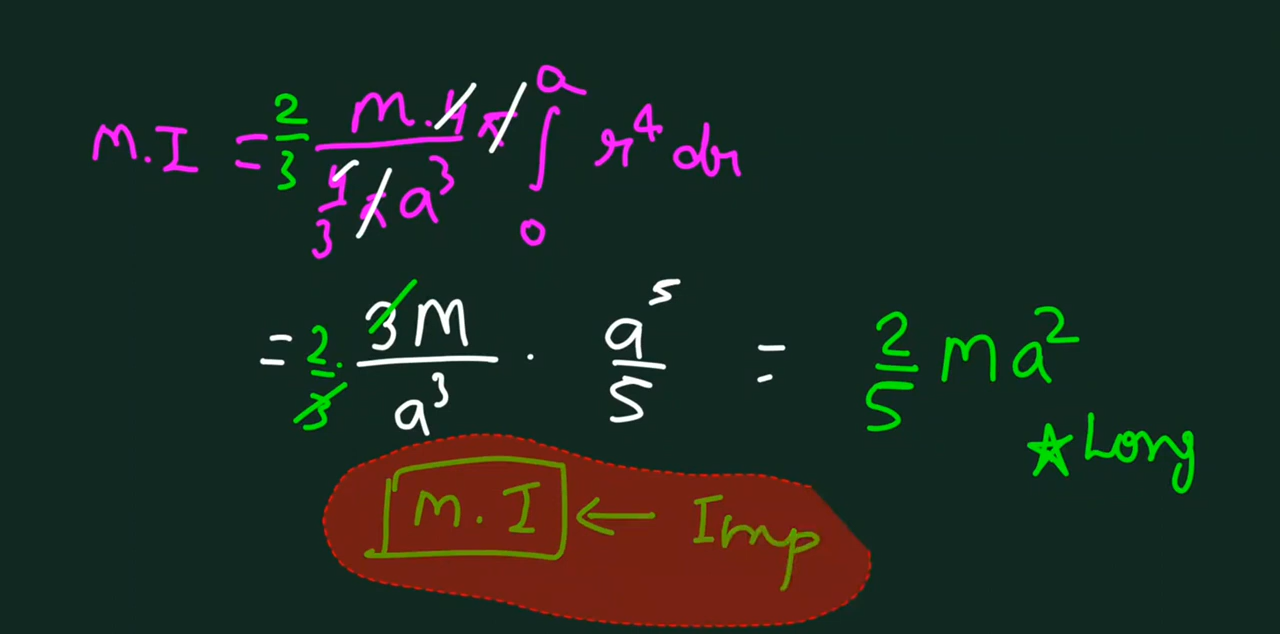 M.I = 2/3 m.4π/(4/3 π a³) ∫₀ᵃ r⁴ dr
= 2/3 . 3M/a³ . a⁵/5 = 2/5 ma²
★ Long
M.I ← Imp